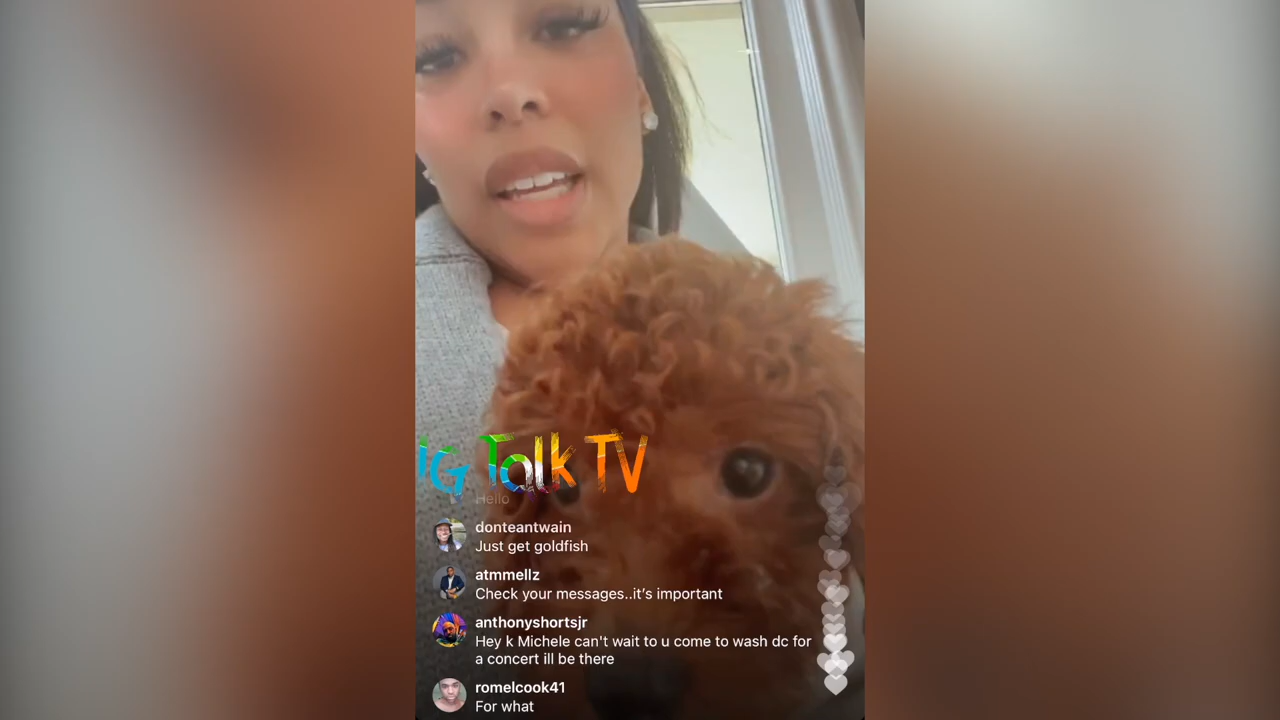 IG Talk TV
Hello
donteantwain
Just get goldfish
atmmellz
Check your messages..it’s important
anthonyshortsjr
Hey k Michele can't wait to u come to wash dc for
a concert ill be there
romelcook41
For what